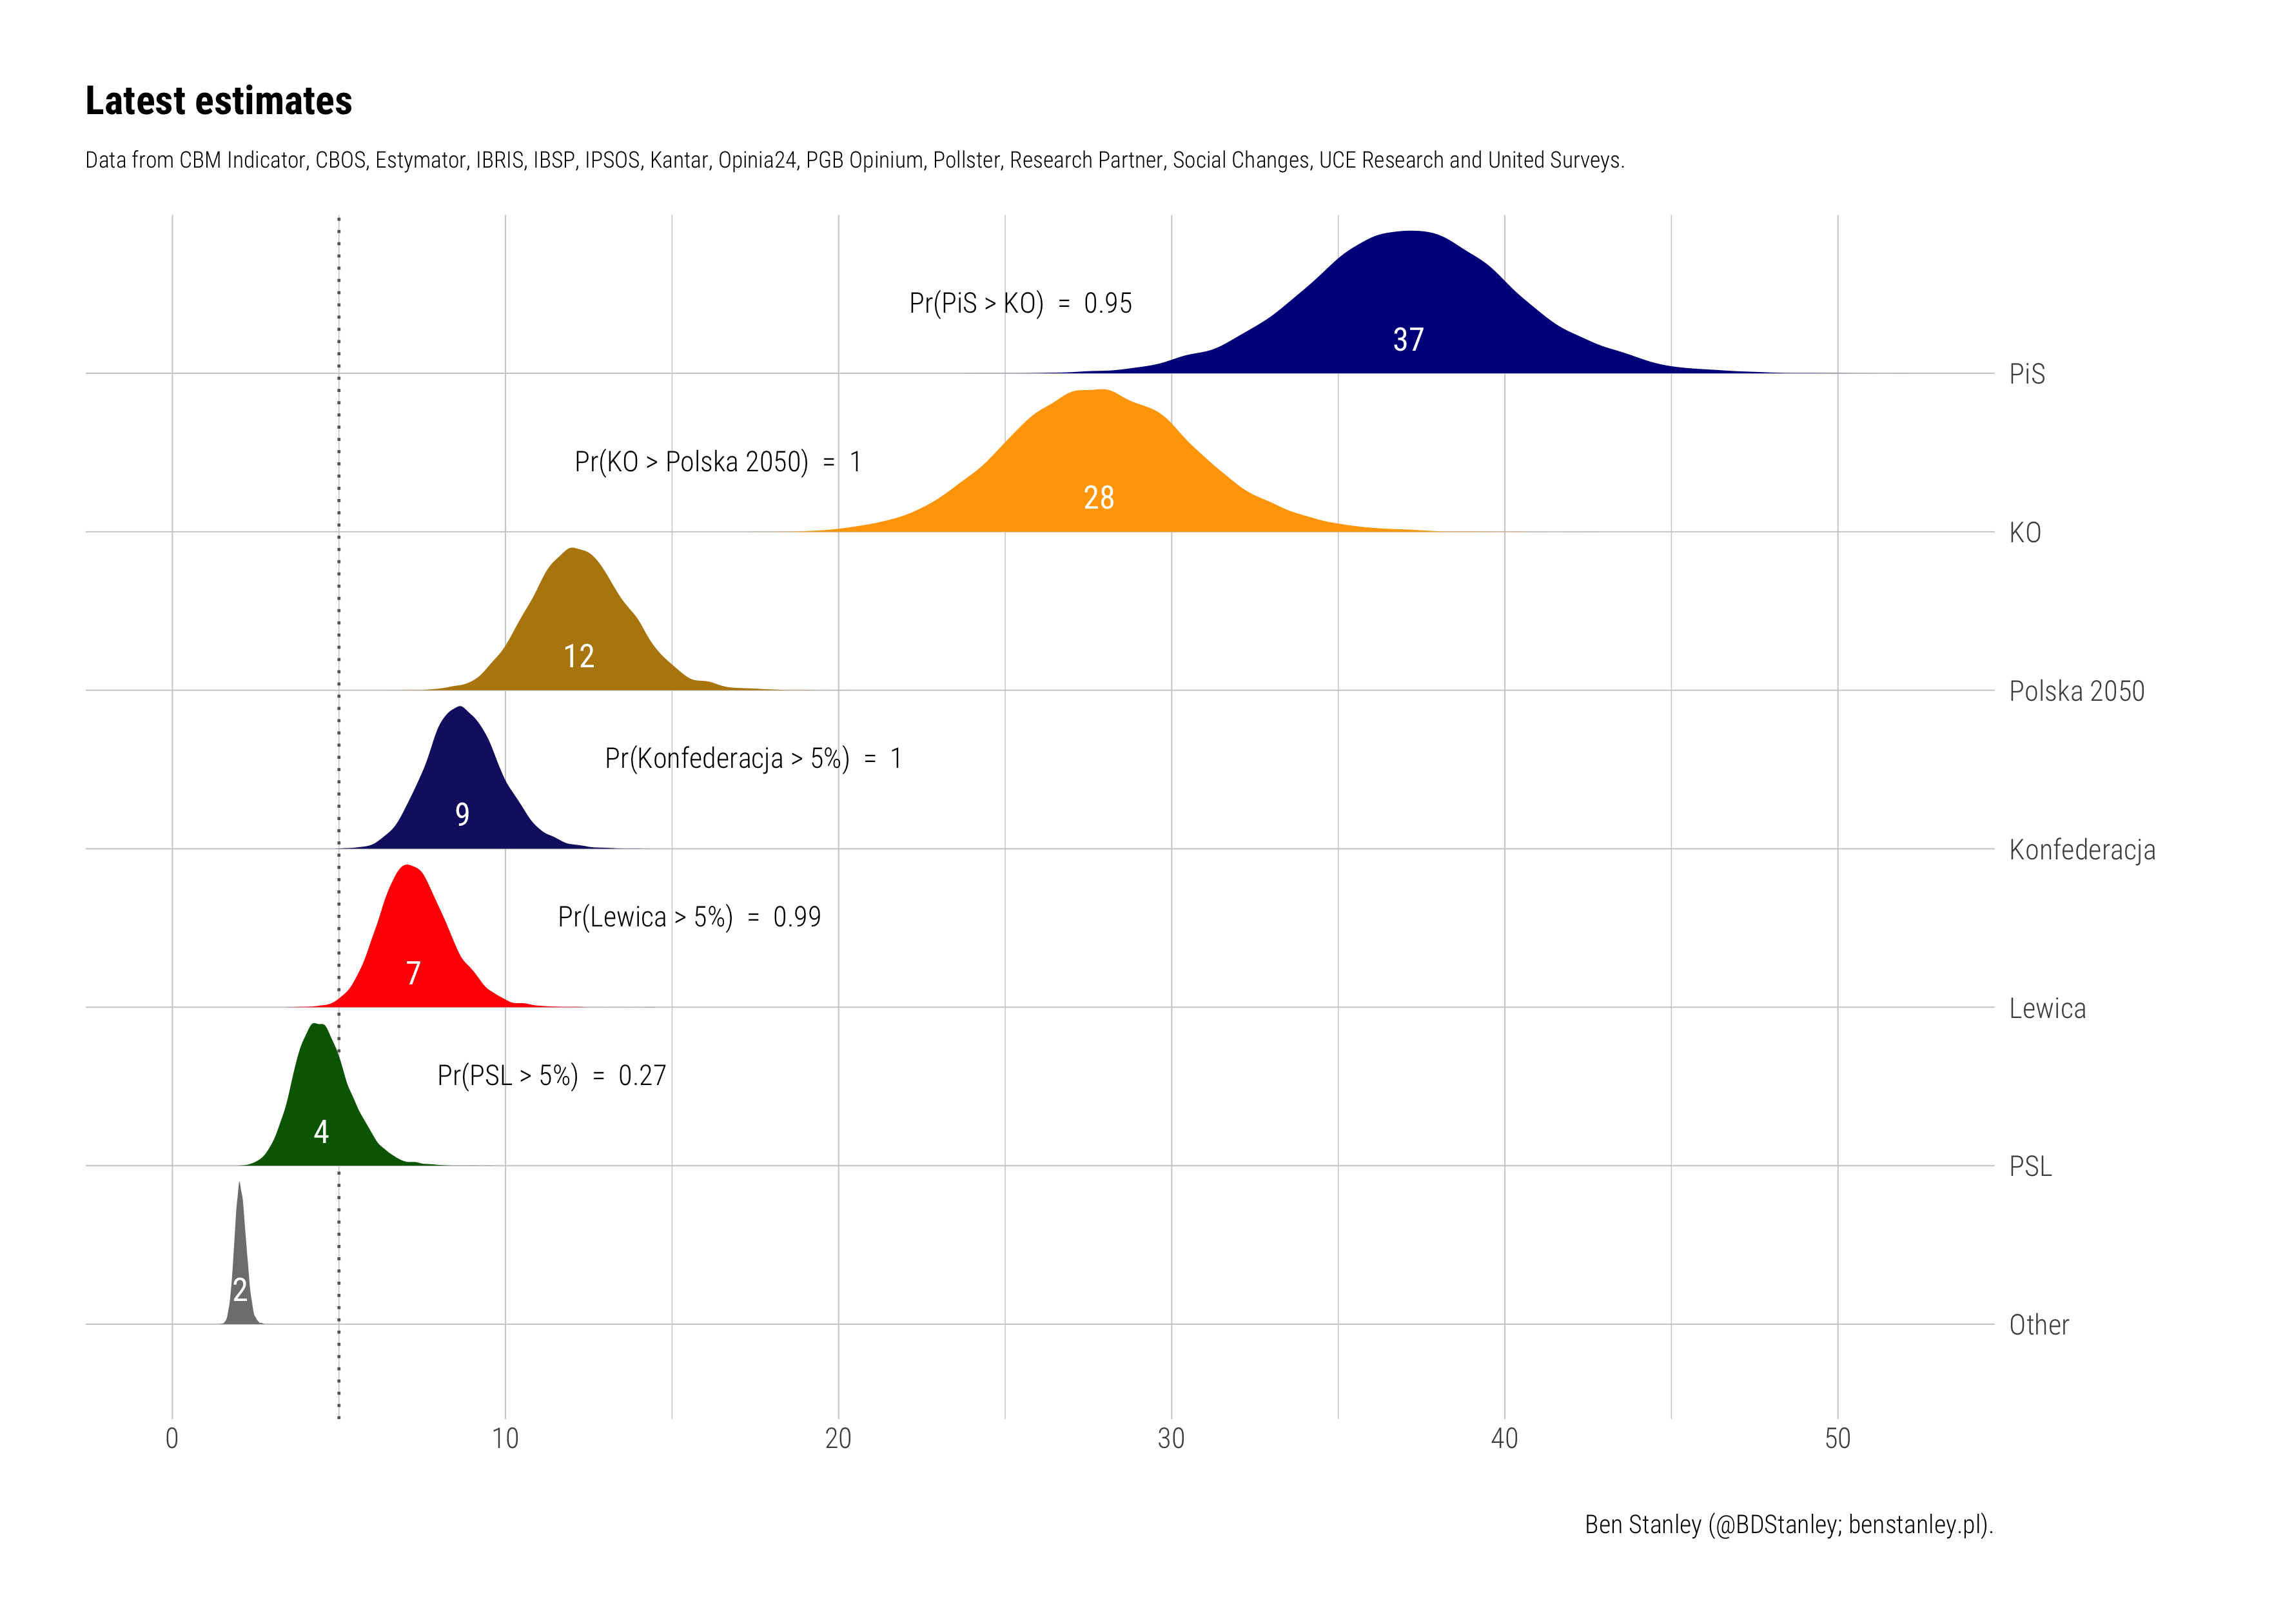 Latest estimates
Data from CBM Indicator, CBOS, Estymator, IBRIS, IBSP, IPSOS, Kantar, Opinia24, PGB Opinium, Pollster, Research Partner, Social Changes, UCE Research and United Surveys.
Pr(PiS > KO) = 0.95
37
PiS
Pr(KO > Polska 2050) = 1
28
KO
12
Polska 2050
Pr(Konfederacja > 5%) = 1
9
Konfederacja
Pr(Lewica > 5%) = 0.99
7
Lewica
Pr(PSL > 5%) = 0.27
4
PSL
2
Other
0 10 20 30 40 50
Ben Stanley (@BDStanley; benstanley.pl).